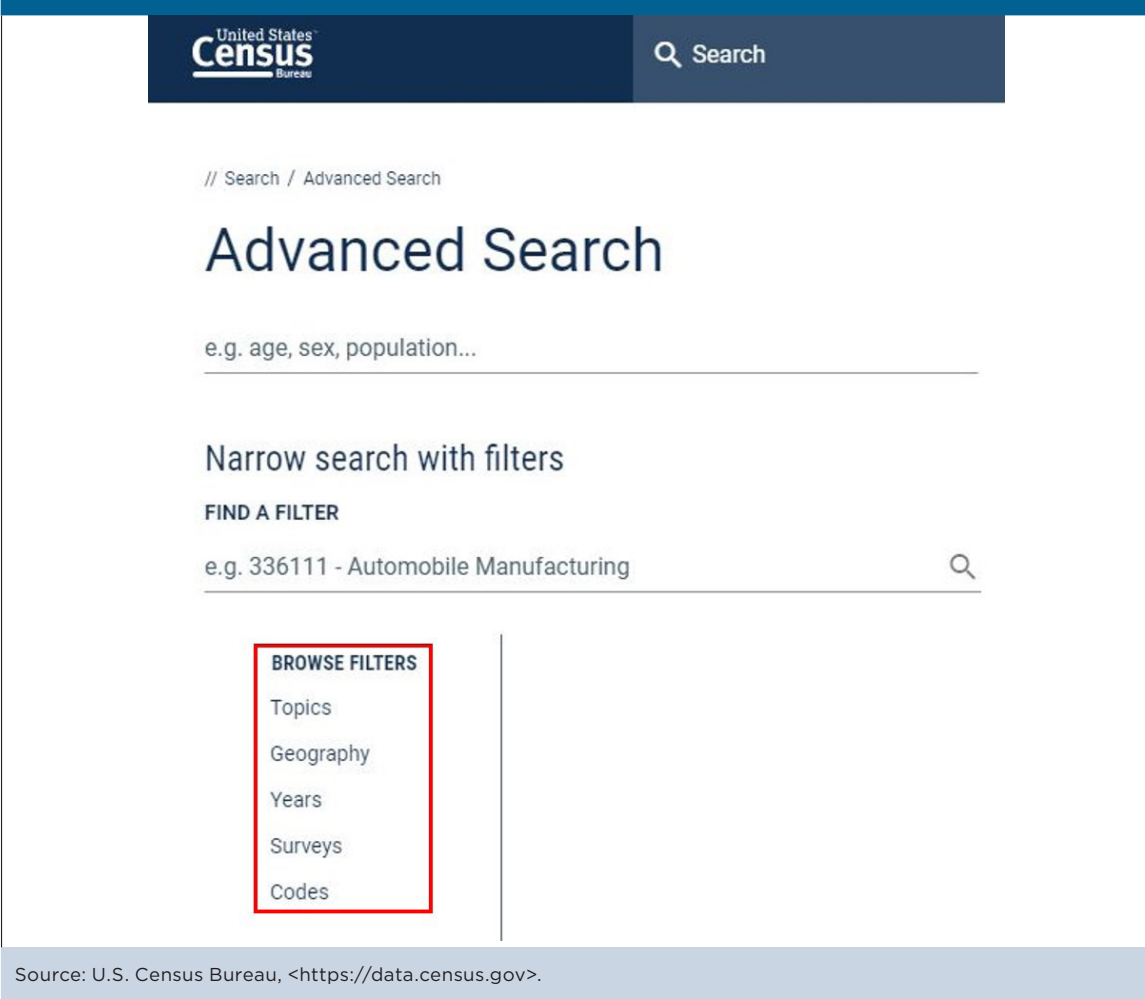 United States™
Census
Bureau
Search
// Search / Advanced Search
Advanced Search
e.g. age, sex, population...
Narrow search with filters
FIND A FILTER
e.g. 336111 - Automobile Manufacturing
BROWSE FILTERS
Topics
Geography
Years
Surveys
Codes
Source: U.S. Census Bureau, <https://data.census.gov>.